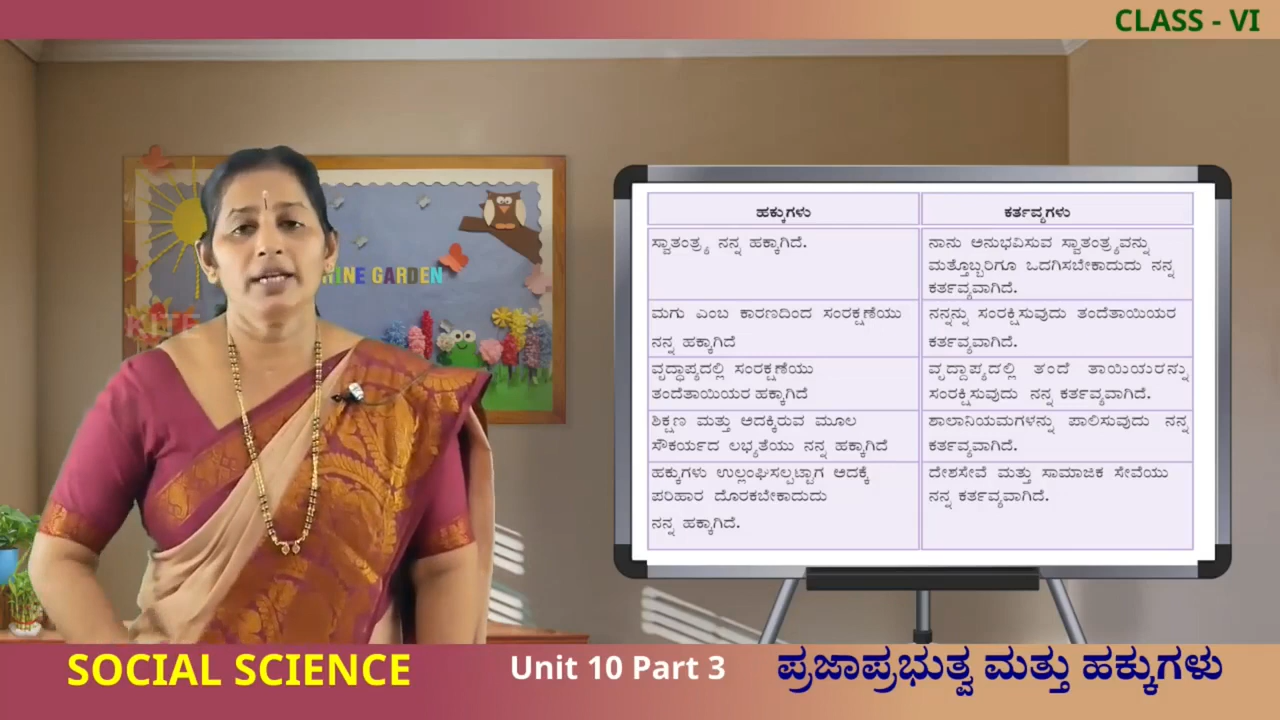 CLASS - VI
HINE GARDEN
KITE
ಹಕ್ಕುಗಳು
ಕರ್ತವ್ಯಗಳು
ಸ್ವಾತಂತ್ರ್ಯ ನನ್ನ ಹಕ್ಕಾಗಿದೆ.
ನಾನು ಅನುಭವಿಸುವ ಸ್ವಾತಂತ್ರ್ಯವನ್ನು
ಮತ್ತೊಬ್ಬರಿಗೂ ಒದಗಿಸಬೇಕಾದುದು ನನ್ನ
ಕರ್ತವ್ಯವಾಗಿದೆ.
ಮಗು ಎಂಬ ಕಾರಣದಿಂದ ಸಂರಕ್ಷಣೆಯು
ನನ್ನ ಹಕ್ಕಾಗಿದೆ
ನನ್ನನ್ನು ಸಂರಕ್ಷಿಸುವುದು ತಂದೆತಾಯಿಯರ
ಕರ್ತವ್ಯವಾಗಿದೆ.
ವೃದ್ಧಾಪ್ಯದಲ್ಲಿ ಸಂರಕ್ಷಣೆಯು
ತಂದೆತಾಯಿಯರ ಹಕ್ಕಾಗಿದೆ
ವೃದ್ದಾಪ್ಯದಲ್ಲಿ ತಂದೆ ತಾಯಿಯರನ್ನು
ಸಂರಕ್ಷಿಸುವುದು ನನ್ನ ಕರ್ತವ್ಯವಾಗಿದೆ.
ಶಿಕ್ಷಣ ಮತ್ತು ಅದಕ್ಕಿರುವ ಮೂಲ
ಸೌಕರ್ಯದ ಲಭ್ಯತೆಯು ನನ್ನ ಹಕ್ಕಾಗಿದೆ
ಶಾಲಾನಿಯಮಗಳನ್ನು ಪಾಲಿಸುವುದು ನನ್ನ
ಕರ್ತವ್ಯವಾಗಿದೆ.
ಹಕ್ಕುಗಳು ಉಲ್ಲಂಘಿಸಲ್ಪಟ್ಟಾಗ ಅದಕ್ಕೆ
ಪರಿಹಾರ ದೊರಕಬೇಕಾದುದು
ನನ್ನ ಹಕ್ಕಾಗಿದೆ.
ದೇಶಸೇವೆ ಮತ್ತು ಸಾಮಾಜಿಕ ಸೇವೆಯು
ನನ್ನ ಕರ್ತವ್ಯವಾಗಿದೆ.
SOCIAL SCIENCE
Unit 10 Part 3
ಪ್ರಜಾಪ್ರಭುತ್ವ ಮತ್ತು ಹಕ್ಕುಗಳು